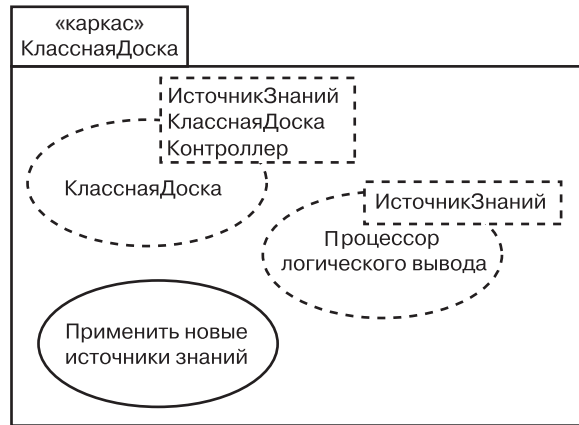 «каркас»
КласснаяДоска
ИсточникЗнаний
КласснаяДоска
Контроллер
КласснаяДоска
ИсточникЗнаний
Процессор
логического вывода
Применить новые
источники знаний